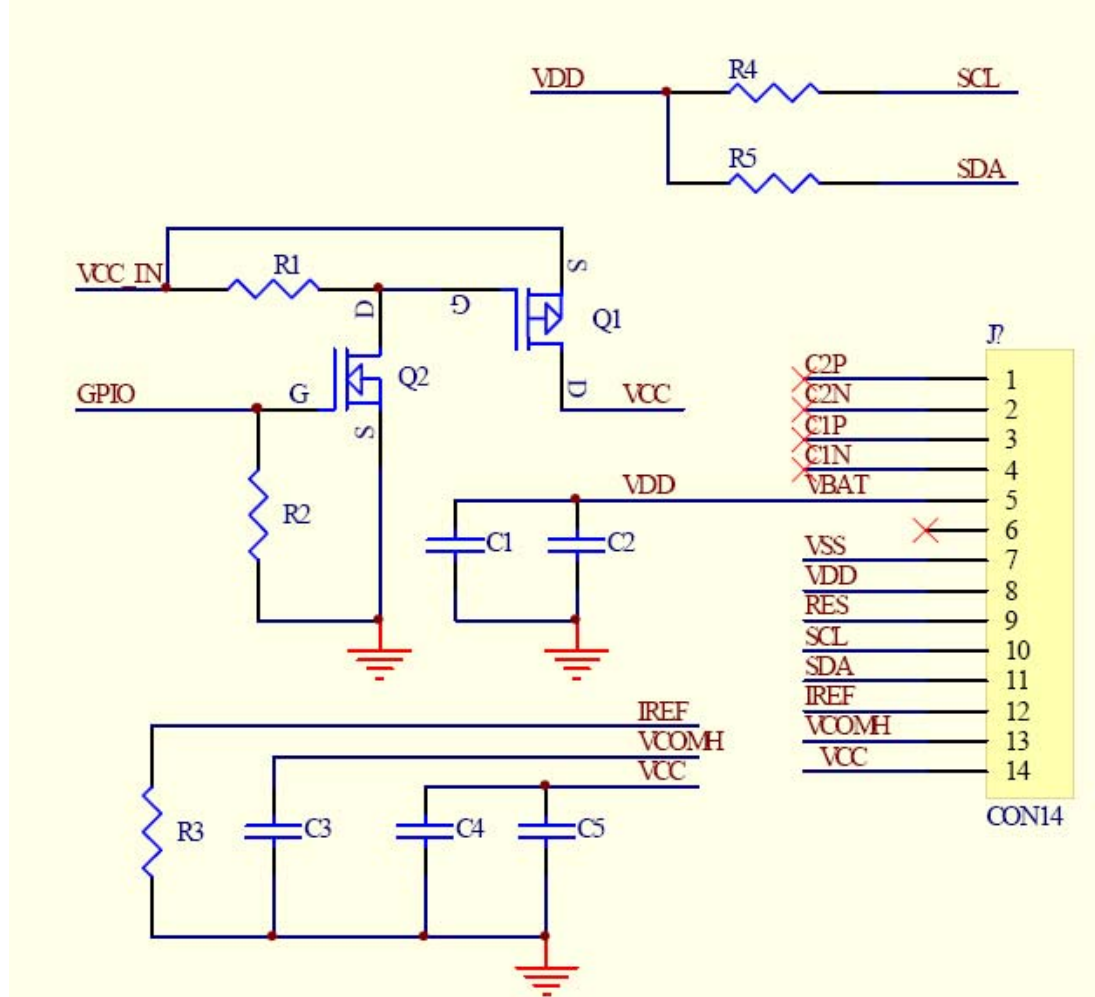 VDD R4 SCL
R5 SDA
VCC_IN R1 D G S Q1
GPIO G Q2 S D VCC
R2
VDD
C1 C2
J?
C2P 1
C2N 2
C1P 3
C1N 4
VBAT 5
6
VSS 7
VDD 8
RES 9
SCL 10
SDA 11
IREF 12
VCOMH 13
VCC 14
CON14
IREF
VCOMH
VCC
R3 C3 C4 C5